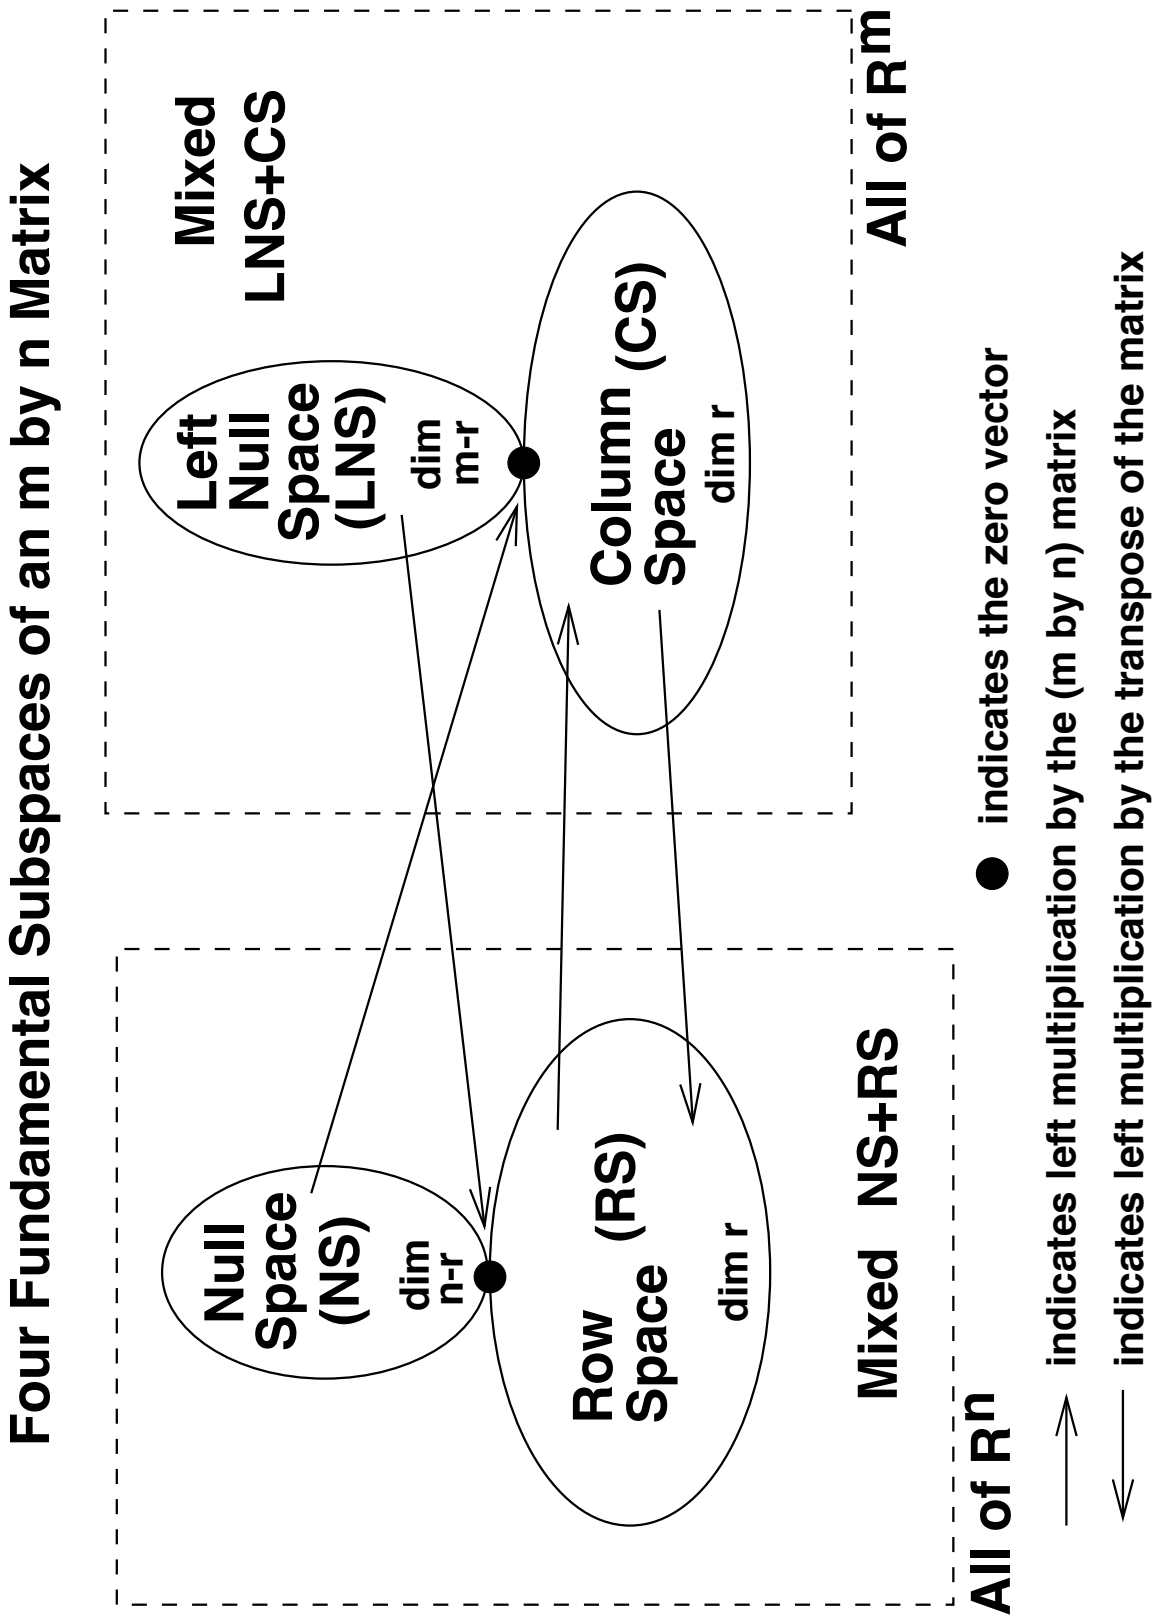 Four Fundamental Subspaces of an m by n Matrix
Null
Space
(NS)
dim
n-r
Row
Space (RS)
dim r
Mixed NS+RS
All of Rn
Left
Null
Space
(LNS)
dim
m-r
Mixed
LNS+CS
Column (CS)
Space
dim r
All of Rm
indicates the zero vector
indicates left multiplication by the (m by n) matrix
indicates left multiplication by the transpose of the matrix